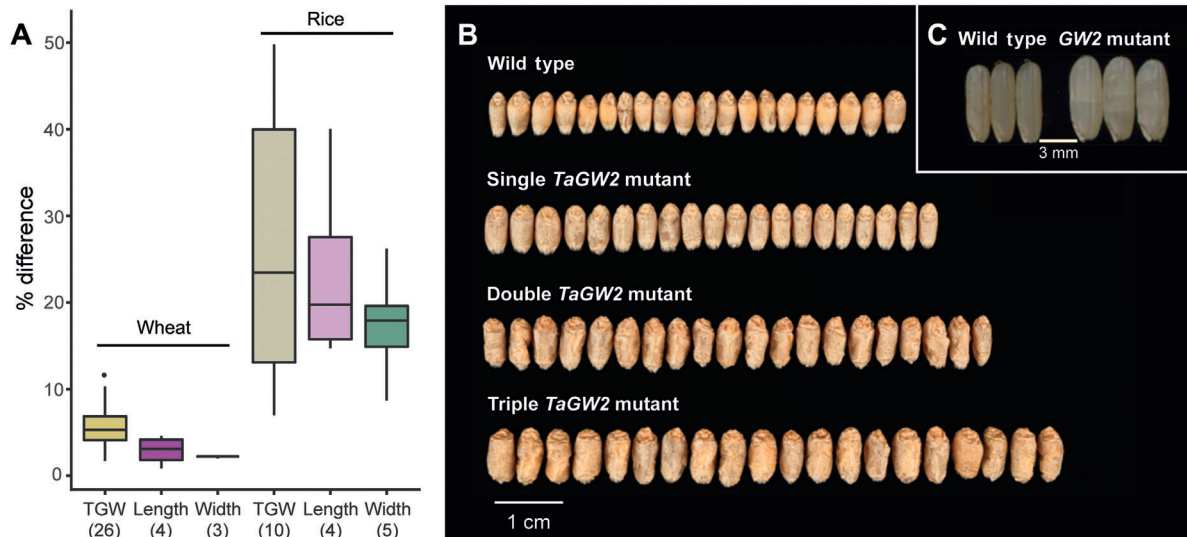 A
% difference
50
40
30
20
10
0
Wheat
Rice
TGW Length Width TGW Length Width
(26) (4) (3) (10) (4) (5)
B
Wild type
Single TaGW2 mutant
Double TaGW2 mutant
Triple TaGW2 mutant
1 cm
C
Wild type GW2 mutant
3 mm